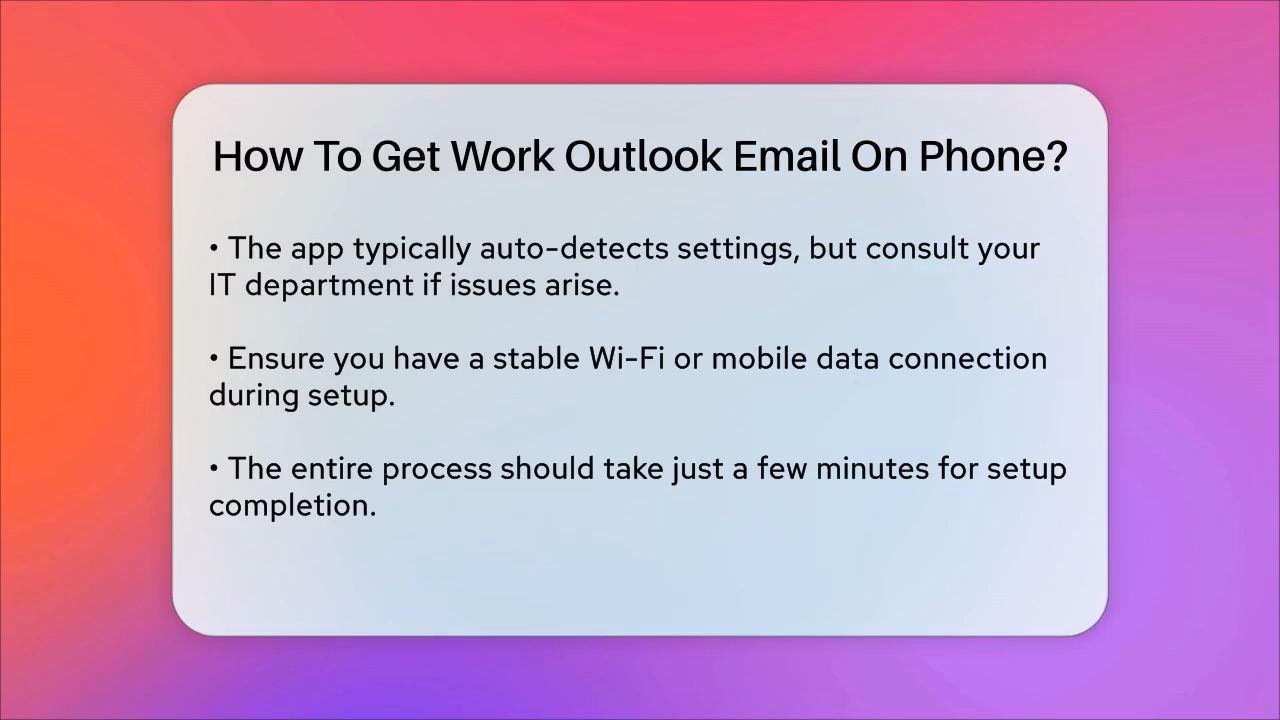 How To Get Work Outlook Email On Phone?
• The app typically auto-detects settings, but consult your
IT department if issues arise.
• Ensure you have a stable Wi-Fi or mobile data connection
during setup.
• The entire process should take just a few minutes for setup
completion.